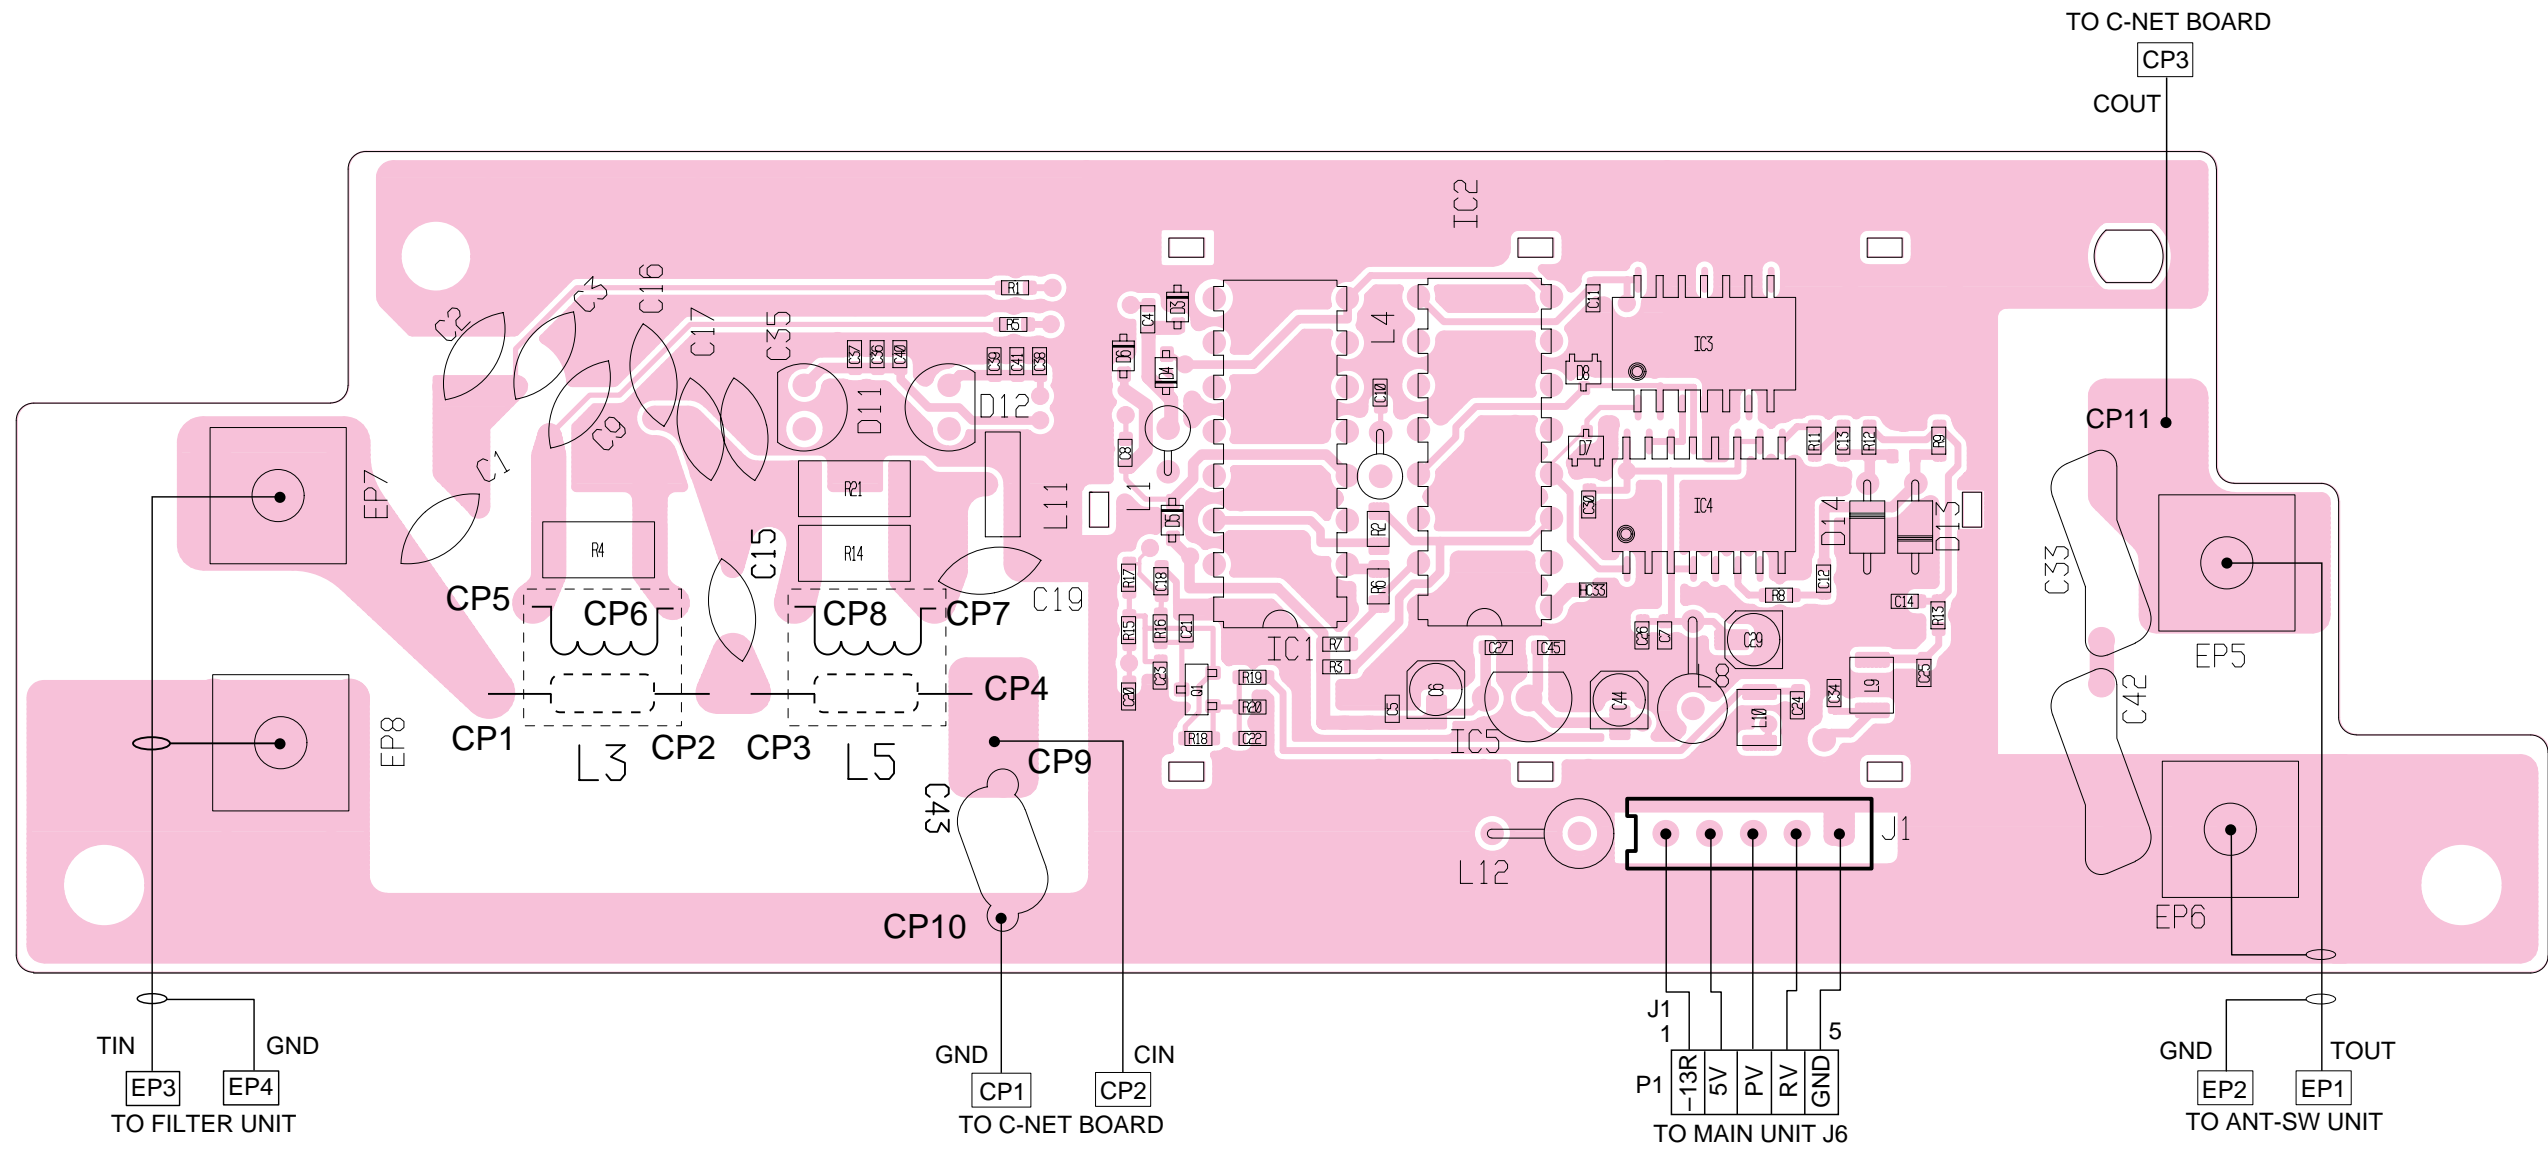 TO C-NET BOARD
CP3
COUT
IC2
C2
C3
C16
C17
C35
R1
R5
C37
C36
C40
C39
C41
C38
D11
D12
C9
C1
EP7
R21
R4
R14
L11
C15
C19
CP5
CP6
CP8
CP7
CP1
CP2
CP3
CP4
L3
L5
EP8
CP9
C43
CP10
D3
C4
D6
D4
C8
L1
D5
R17
C18
R15
R16
C21
C23
C20
Q1
R19
R20
R18
C22
IC1
R7
R3
L4
C10
R2
R6
C11
IC3
D8
D7
C30
IC4
R11
C13
R12
R9
D14
D13
C12
R8
C14
R13
C26
C7
C29
C27
C45
C6
C5
IC5
C44
L8
L10
C24
C34
L9
C25
L12
J1
CP11
C33
EP5
C42
EP6
TIN
GND
EP3
EP4
TO FILTER UNIT
GND
CIN
CP1
CP2
TO C-NET BOARD
J1
1
5
P1
–13R
5V
PV
RV
GND
TO MAIN UNIT J6
GND
TOUT
EP2
EP1
TO ANT-SW UNIT